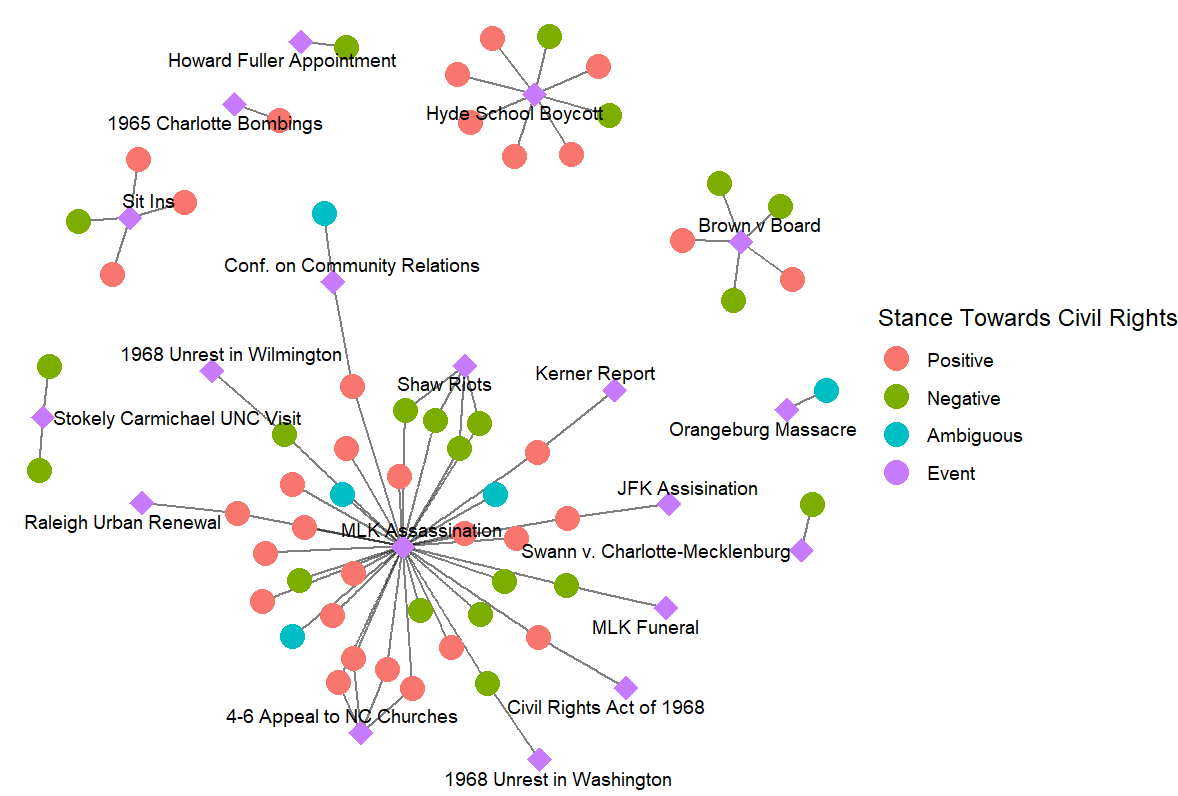 Howard Fuller Appointment
Hyde School Boycott
1965 Charlotte Bombings
Sit Ins
Brown v Board
Conf. on Community Relations
Stance Towards Civil Rights
Positive
Negative
Ambiguous
Event
1968 Unrest in Wilmington
Shaw Riots
Kerner Report
Stokely Carmichael UNC Visit
Orangeburg Massacre
JFK Assisination
Raleigh Urban Renewal
MLK Assassination
Swann v. Charlotte-Mecklenburg
MLK Funeral
Civil Rights Act of 1968
4-6 Appeal to NC Churches
1968 Unrest in Washington